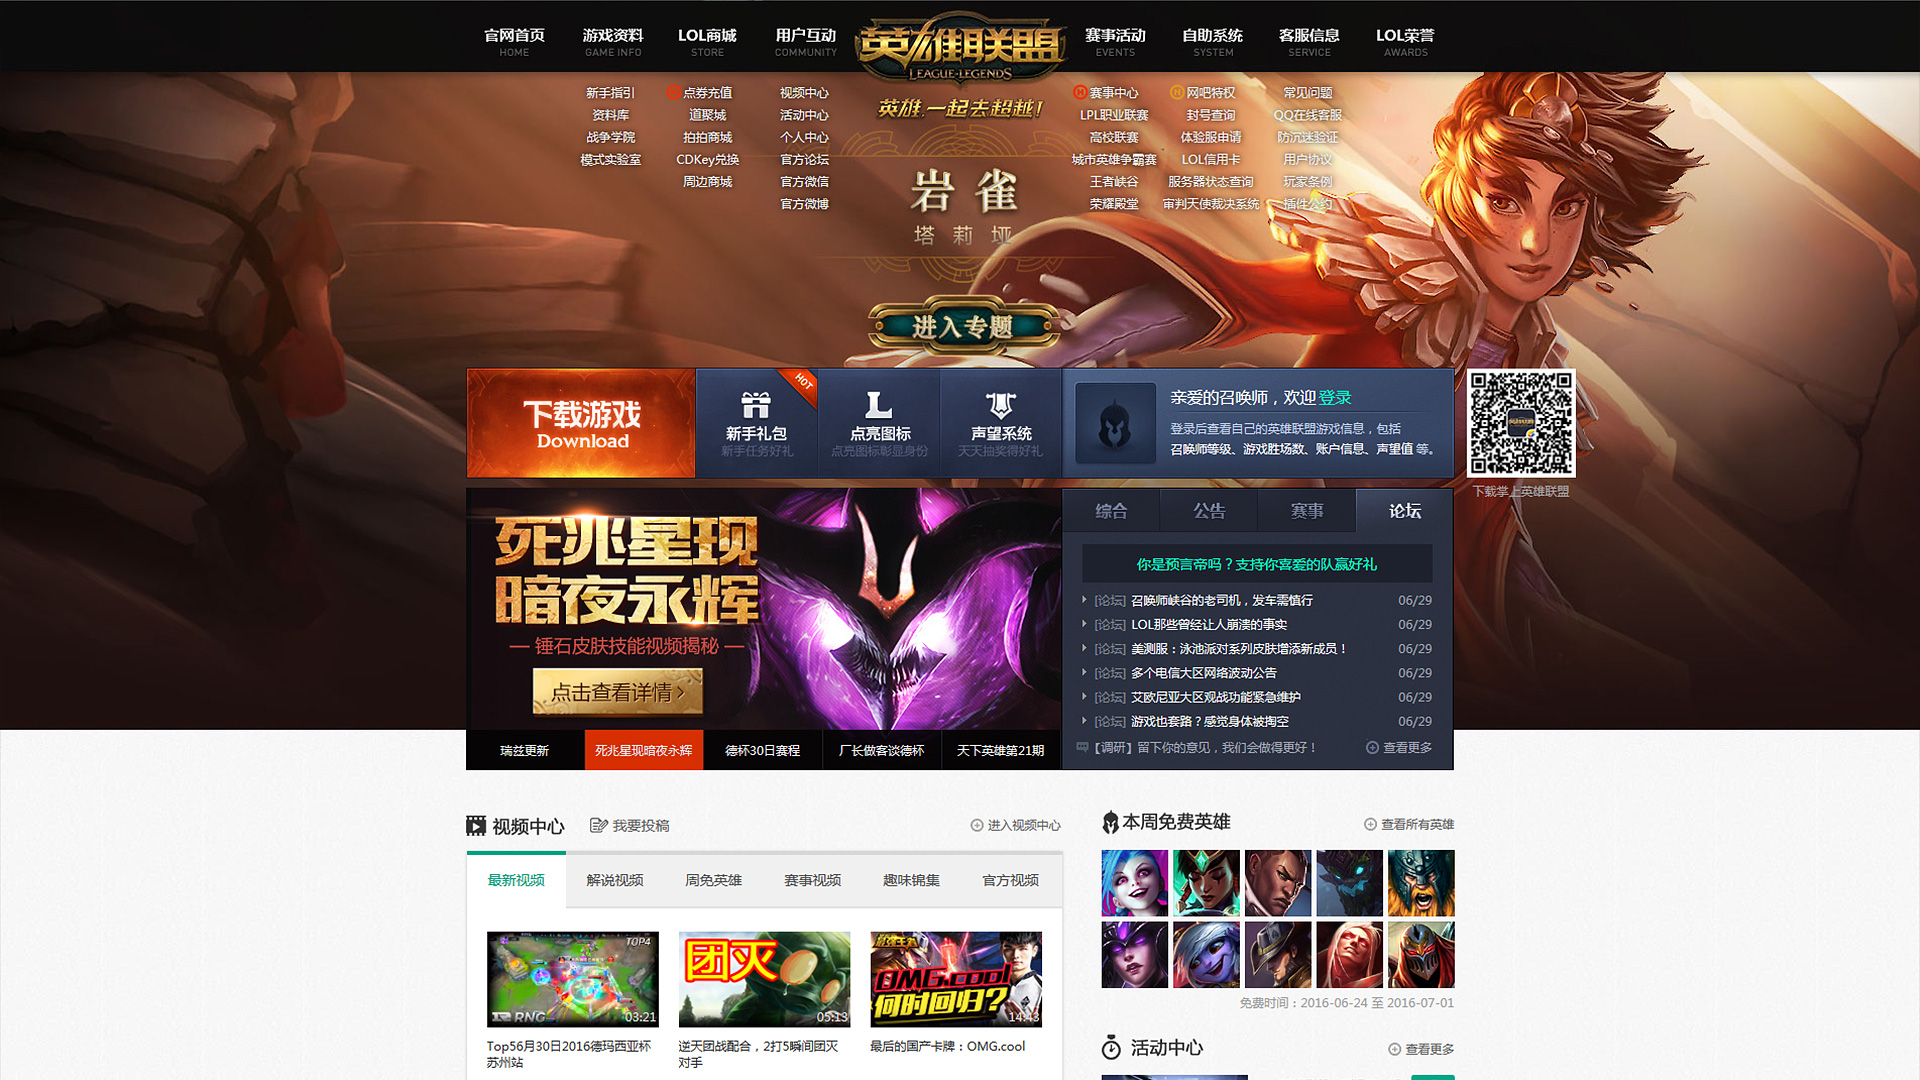 官网首页
HOME
游戏资料
GAME INFO
LOL商城
STORE
用户互动
COMMUNITY
英雄联盟
LEAGUE OF LEGENDS
赛事活动
EVENTS
自助系统
SYSTEM
客服信息
SERVICE
LOL荣誉
AWARDS
新手指引
资料库
战争学院
模式实验室
点券充值
道聚城
拍拍商城
CDKey兑换
周边商城
视频中心
活动中心
个人中心
官方论坛
官方微信
官方微博
英雄,一起去超越!
赛事中心
LPL职业联赛
高校联赛
城市英雄争霸赛
王者峡谷
荣耀殿堂
网吧特权
封号查询
体验服申请
LOL信用卡
服务器状态查询
审判天使裁决系统
常见问题
QQ在线客服
防沉迷验证
用户协议
玩家条例
插件公约
岩雀
塔莉垭
进入专题
下载游戏
Download
HOT
新手礼包
新手任务好礼
点亮图标
点亮图标彰显身份
声望系统
天天抽奖得好礼
亲爱的召唤师，欢迎登录
登录后查看自己的英雄联盟游戏信息，包括
召唤师等级、游戏胜场数、账户信息、声望值 等。
下载掌上英雄联盟
死兆星现
暗夜永辉
— 锤石皮肤技能视频揭秘 —
点击查看详情 ›
瑞兹更新
死兆星现暗夜永辉
德杯30日赛程
厂长做客谈德杯
天下英雄第21期
综合
公告
赛事
论坛
你是预言帝吗？支持你喜爱的队赢好礼
[论坛] 召唤师峡谷的老司机，发车需慎行 06/29
[论坛] LOL那些曾经让人崩溃的事实 06/29
[论坛] 美测服：泳池派对系列皮肤增添新成员！ 06/29
[论坛] 多个电信大区网络波动公告 06/29
[论坛] 艾欧尼亚大区观战功能紧急维护 06/29
[论坛] 游戏也套路？感觉身体被掏空 06/29
【调研】留下你的意见，我们会做得更好！
查看更多
视频中心
我要投稿
进入视频中心
最新视频
解说视频
周免英雄
赛事视频
趣味锦集
官方视频
TOP4
RNG
03:21
Top56月30日2016德玛西亚杯
苏州站
团灭
05:13
逆天团战配合，2打5瞬间团灭
对手
最强王者
OMG.cool
何时回归?
14:43
最后的国产卡牌：OMG.cool
本周免费英雄
查看所有英雄
免费时间：2016-06-24 至 2016-07-01
活动中心
查看更多